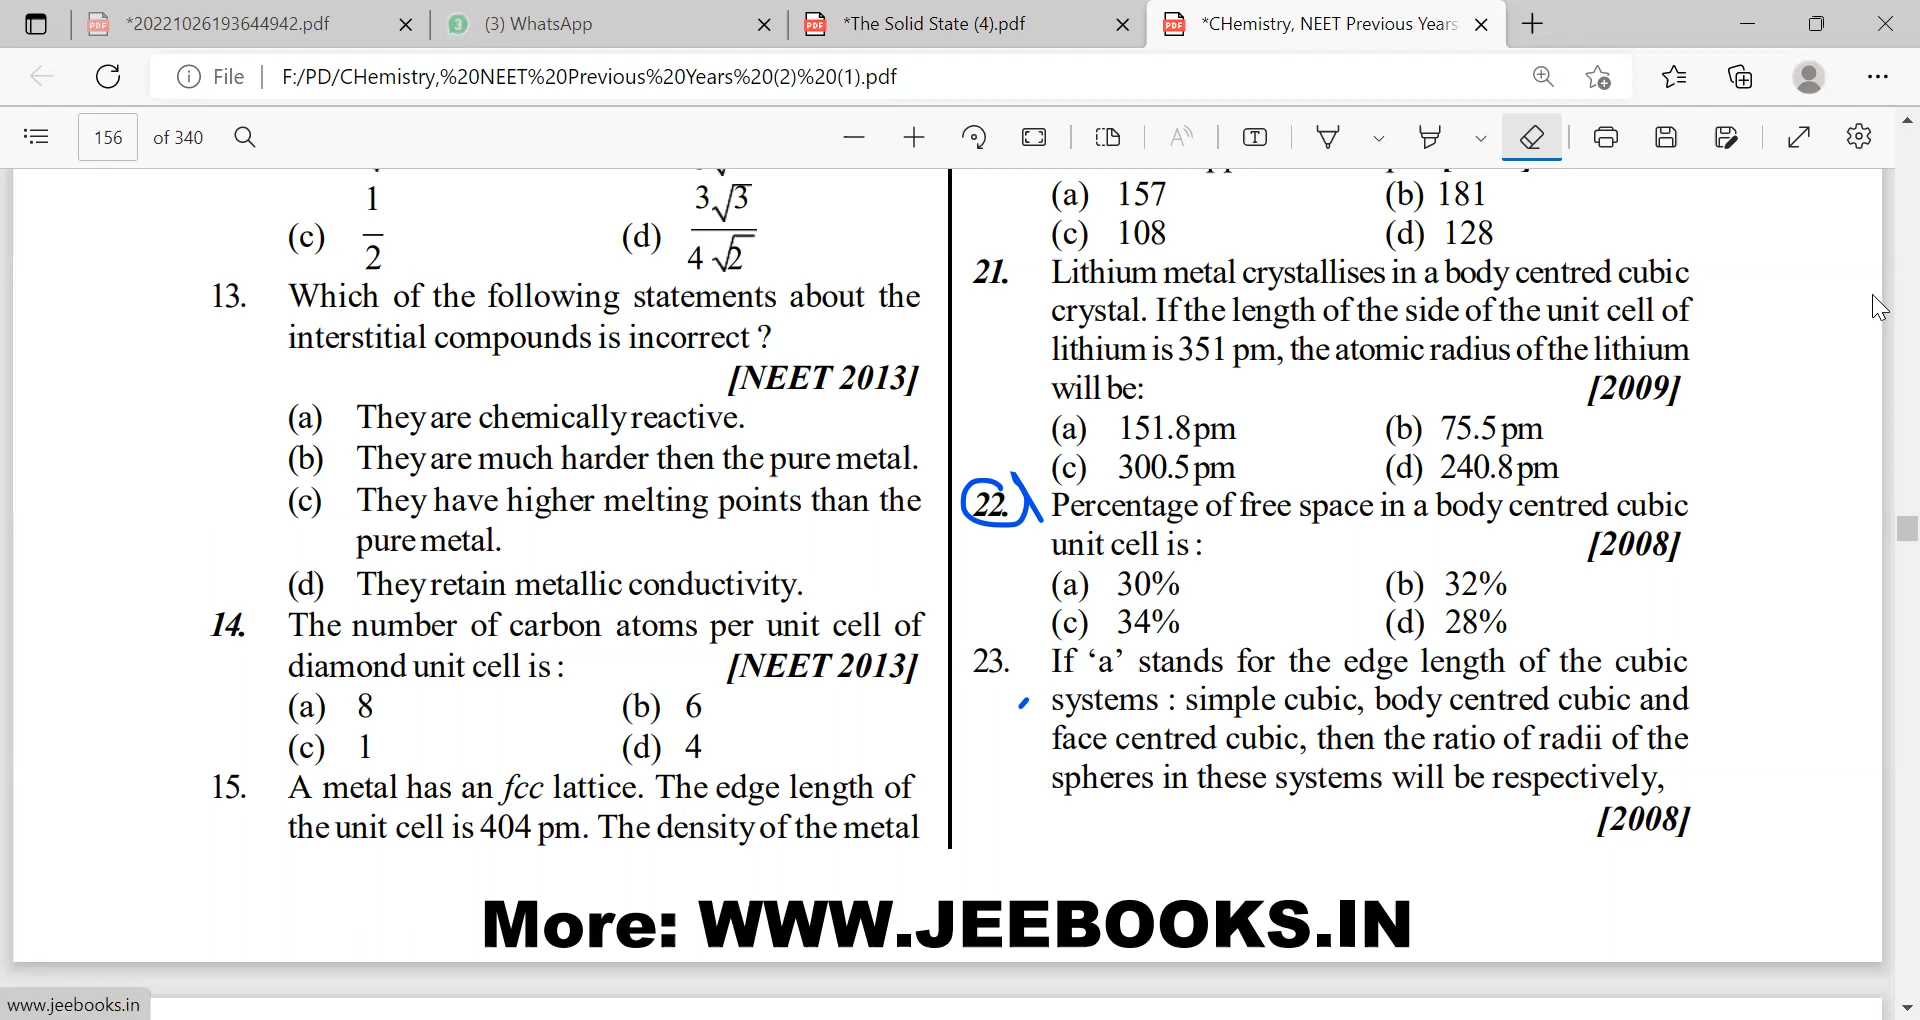 *20221026193644942.pdf
(3) WhatsApp
*The Solid State (4).pdf
*CHemistry, NEET Previous Years
File
F:/PD/CHemistry,%20NEET%20Previous%20Years%20(2)%20(1).pdf
156 of 340
(c) 1/2 (d) 3√3/4√2
13. Which of the following statements about the
interstitial compounds is incorrect ?
[NEET 2013]
(a) They are chemically reactive.
(b) They are much harder then the pure metal.
(c) They have higher melting points than the
pure metal.
(d) They retain metallic conductivity.
14. The number of carbon atoms per unit cell of
diamond unit cell is : [NEET 2013]
(a) 8 (b) 6
(c) 1 (d) 4
15. A metal has an fcc lattice. The edge length of
the unit cell is 404 pm. The density of the metal
(a) 157 (b) 181
(c) 108 (d) 128
21. Lithium metal crystallises in a body centred cubic
crystal. If the length of the side of the unit cell of
lithium is 351 pm, the atomic radius of the lithium
will be: [2009]
(a) 151.8 pm (b) 75.5 pm
(c) 300.5 pm (d) 240.8 pm
22. Percentage of free space in a body centred cubic
unit cell is : [2008]
(a) 30% (b) 32%
(c) 34% (d) 28%
23. If ‘a’ stands for the edge length of the cubic
systems : simple cubic, body centred cubic and
face centred cubic, then the ratio of radii of the
spheres in these systems will be respectively,
[2008]
More: WWW.JEEBOOKS.IN
www.jeebooks.in